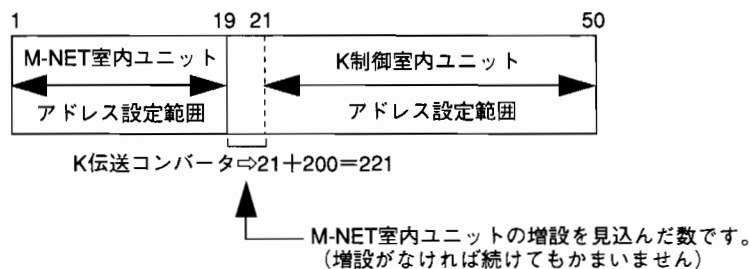 1 19 21 50
M-NET室内ユニット K制御室内ユニット
アドレス設定範囲 アドレス設定範囲
K伝送コンバータ⇨21＋200＝221
M-NET室内ユニットの増設を見込んだ数です。
（増設がなければ続けてもかまいません）